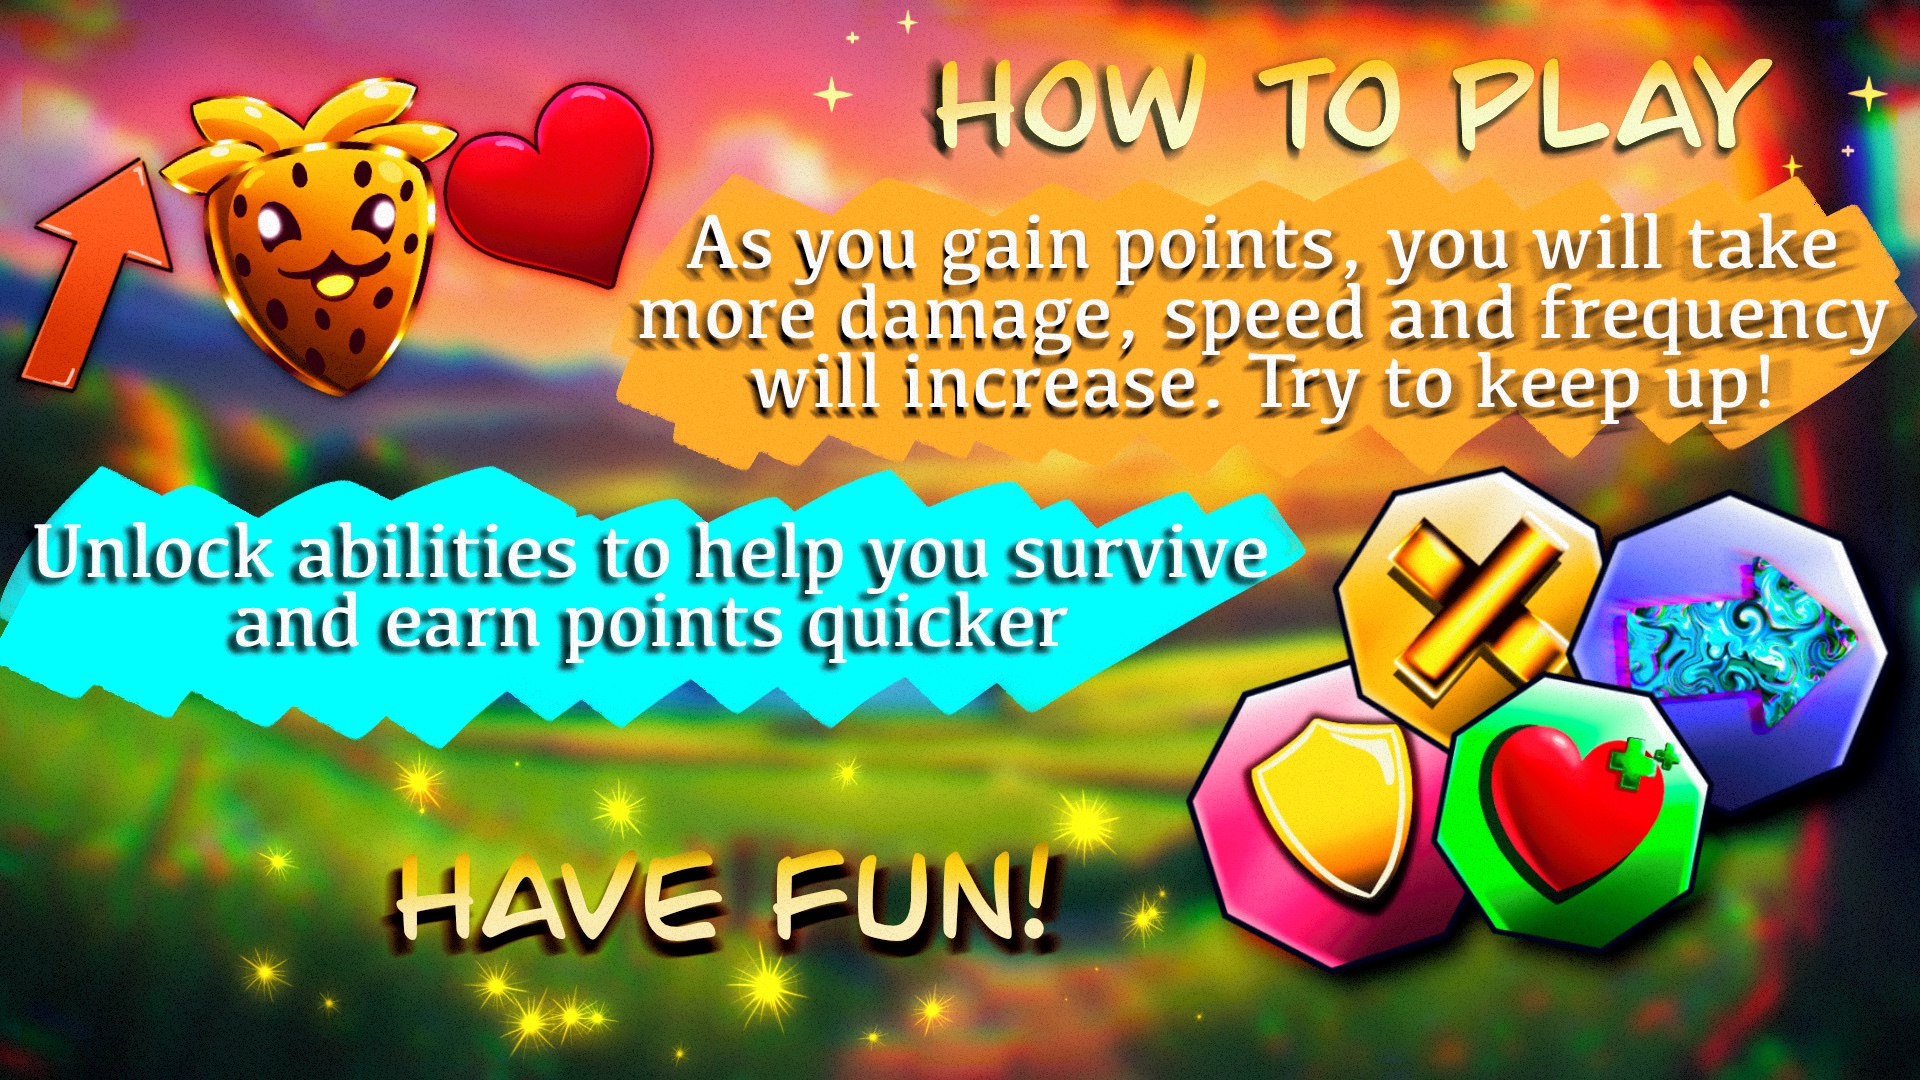 HOW TO PLAY
As you gain points, you will take
more damage, speed and frequency
will increase. Try to keep up!
Unlock abilities to help you survive
and earn points quicker
HAVE FUN!